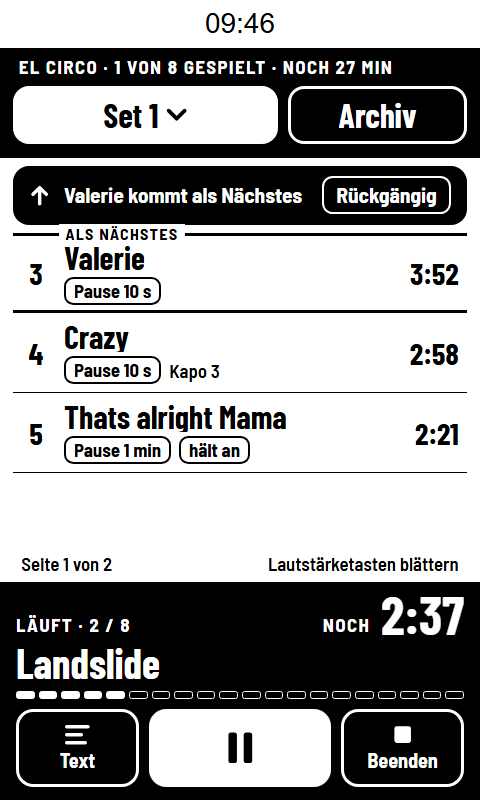 09:46
EL CIRCO · 1 VON 8 GESPIELT · NOCH 27 MIN
Set 1
Archiv
Valerie kommt als Nächstes
Rückgängig
ALS NÄCHSTES
3
Valerie
3:52
Pause 10 s
4
Crazy
2:58
Pause 10 s
Kapo 3
5
Thats alright Mama
2:21
Pause 1 min
hält an
Seite 1 von 2
Lautstärketasten blättern
LÄUFT · 2 / 8
NOCH 2:37
Landslide
Text
Beenden